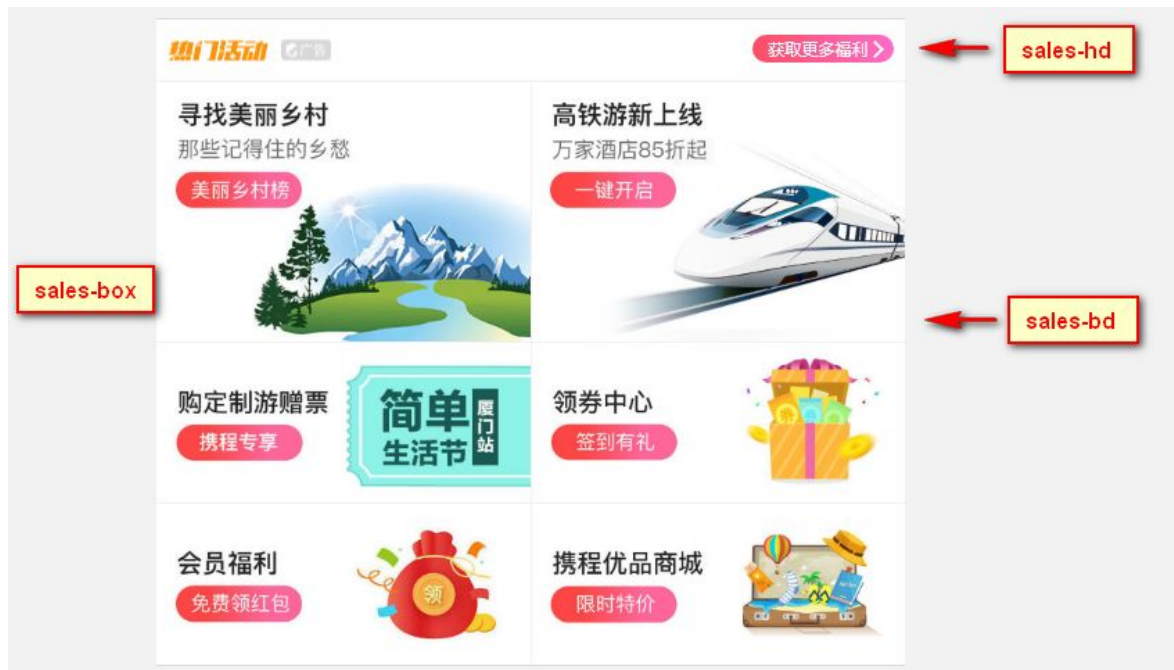 热门活动 广告
获取更多福利
sales-hd
寻找美丽乡村
那些记得住的乡愁
美丽乡村榜
高铁游新上线
万家酒店85折起
一键开启
sales-box
sales-bd
购定制游赠票
携程专享
简单
生活节
厦门站
领券中心
签到有礼
会员福利
免费领红包
领
携程优品商城
限时特价